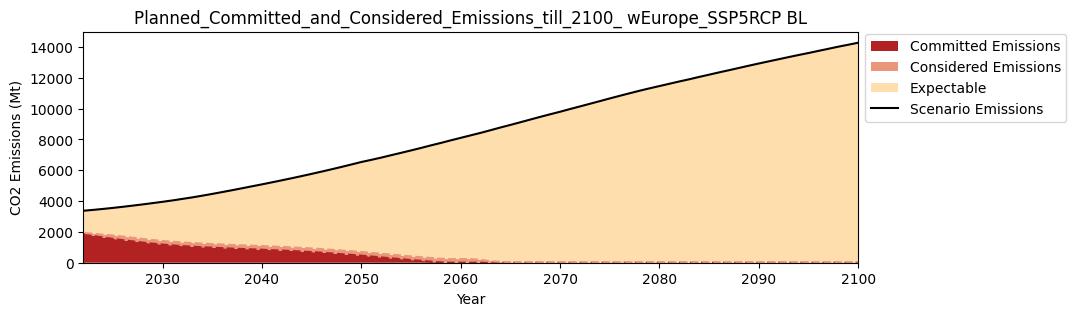 Planned_Committed_and_Considered_Emissions_till_2100_ wEurope_SSP5RCP BL
Committed Emissions
Considered Emissions
Expectable
Scenario Emissions
CO2 Emissions (Mt)
14000
12000
10000
8000
6000
4000
2000
0
2030 2040 2050 2060 2070 2080 2090 2100
Year